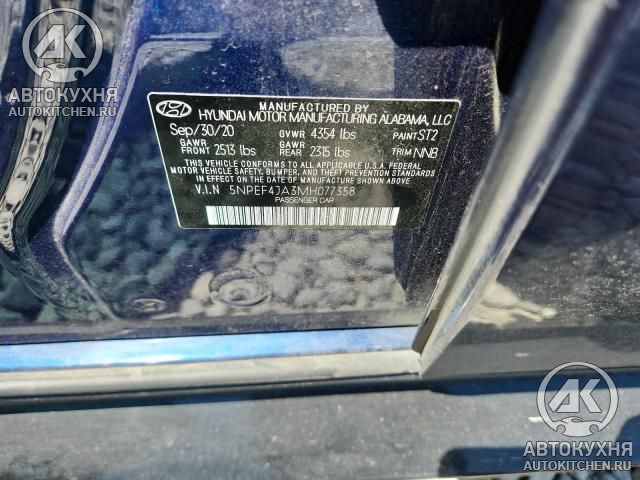 АК
АВТОКУХНЯ
AUTOKITCHEN.RU
MANUFACTURED BY
HYUNDAI MOTOR MANUFACTURING ALABAMA, LLC
Sep/30/20 GVWR 4354 lbs PAINT ST2
GAWR FRONT 2513 lbs GAWR REAR 2315 lbs TRIM NNB
THIS VEHICLE CONFORMS TO ALL APPLICABLE U.S.A. FEDERAL
MOTOR VEHICLE SAFETY, BUMPER, AND THEFT PREVENTION STANDARDS
IN EFFECT ON THE DATE OF MANUFACTURE SHOWN ABOVE.
V.I.N 5NPEF4JA3MH077358
PASSENGER CAR
АК
АВТОКУХНЯ
AUTOKITCHEN.RU